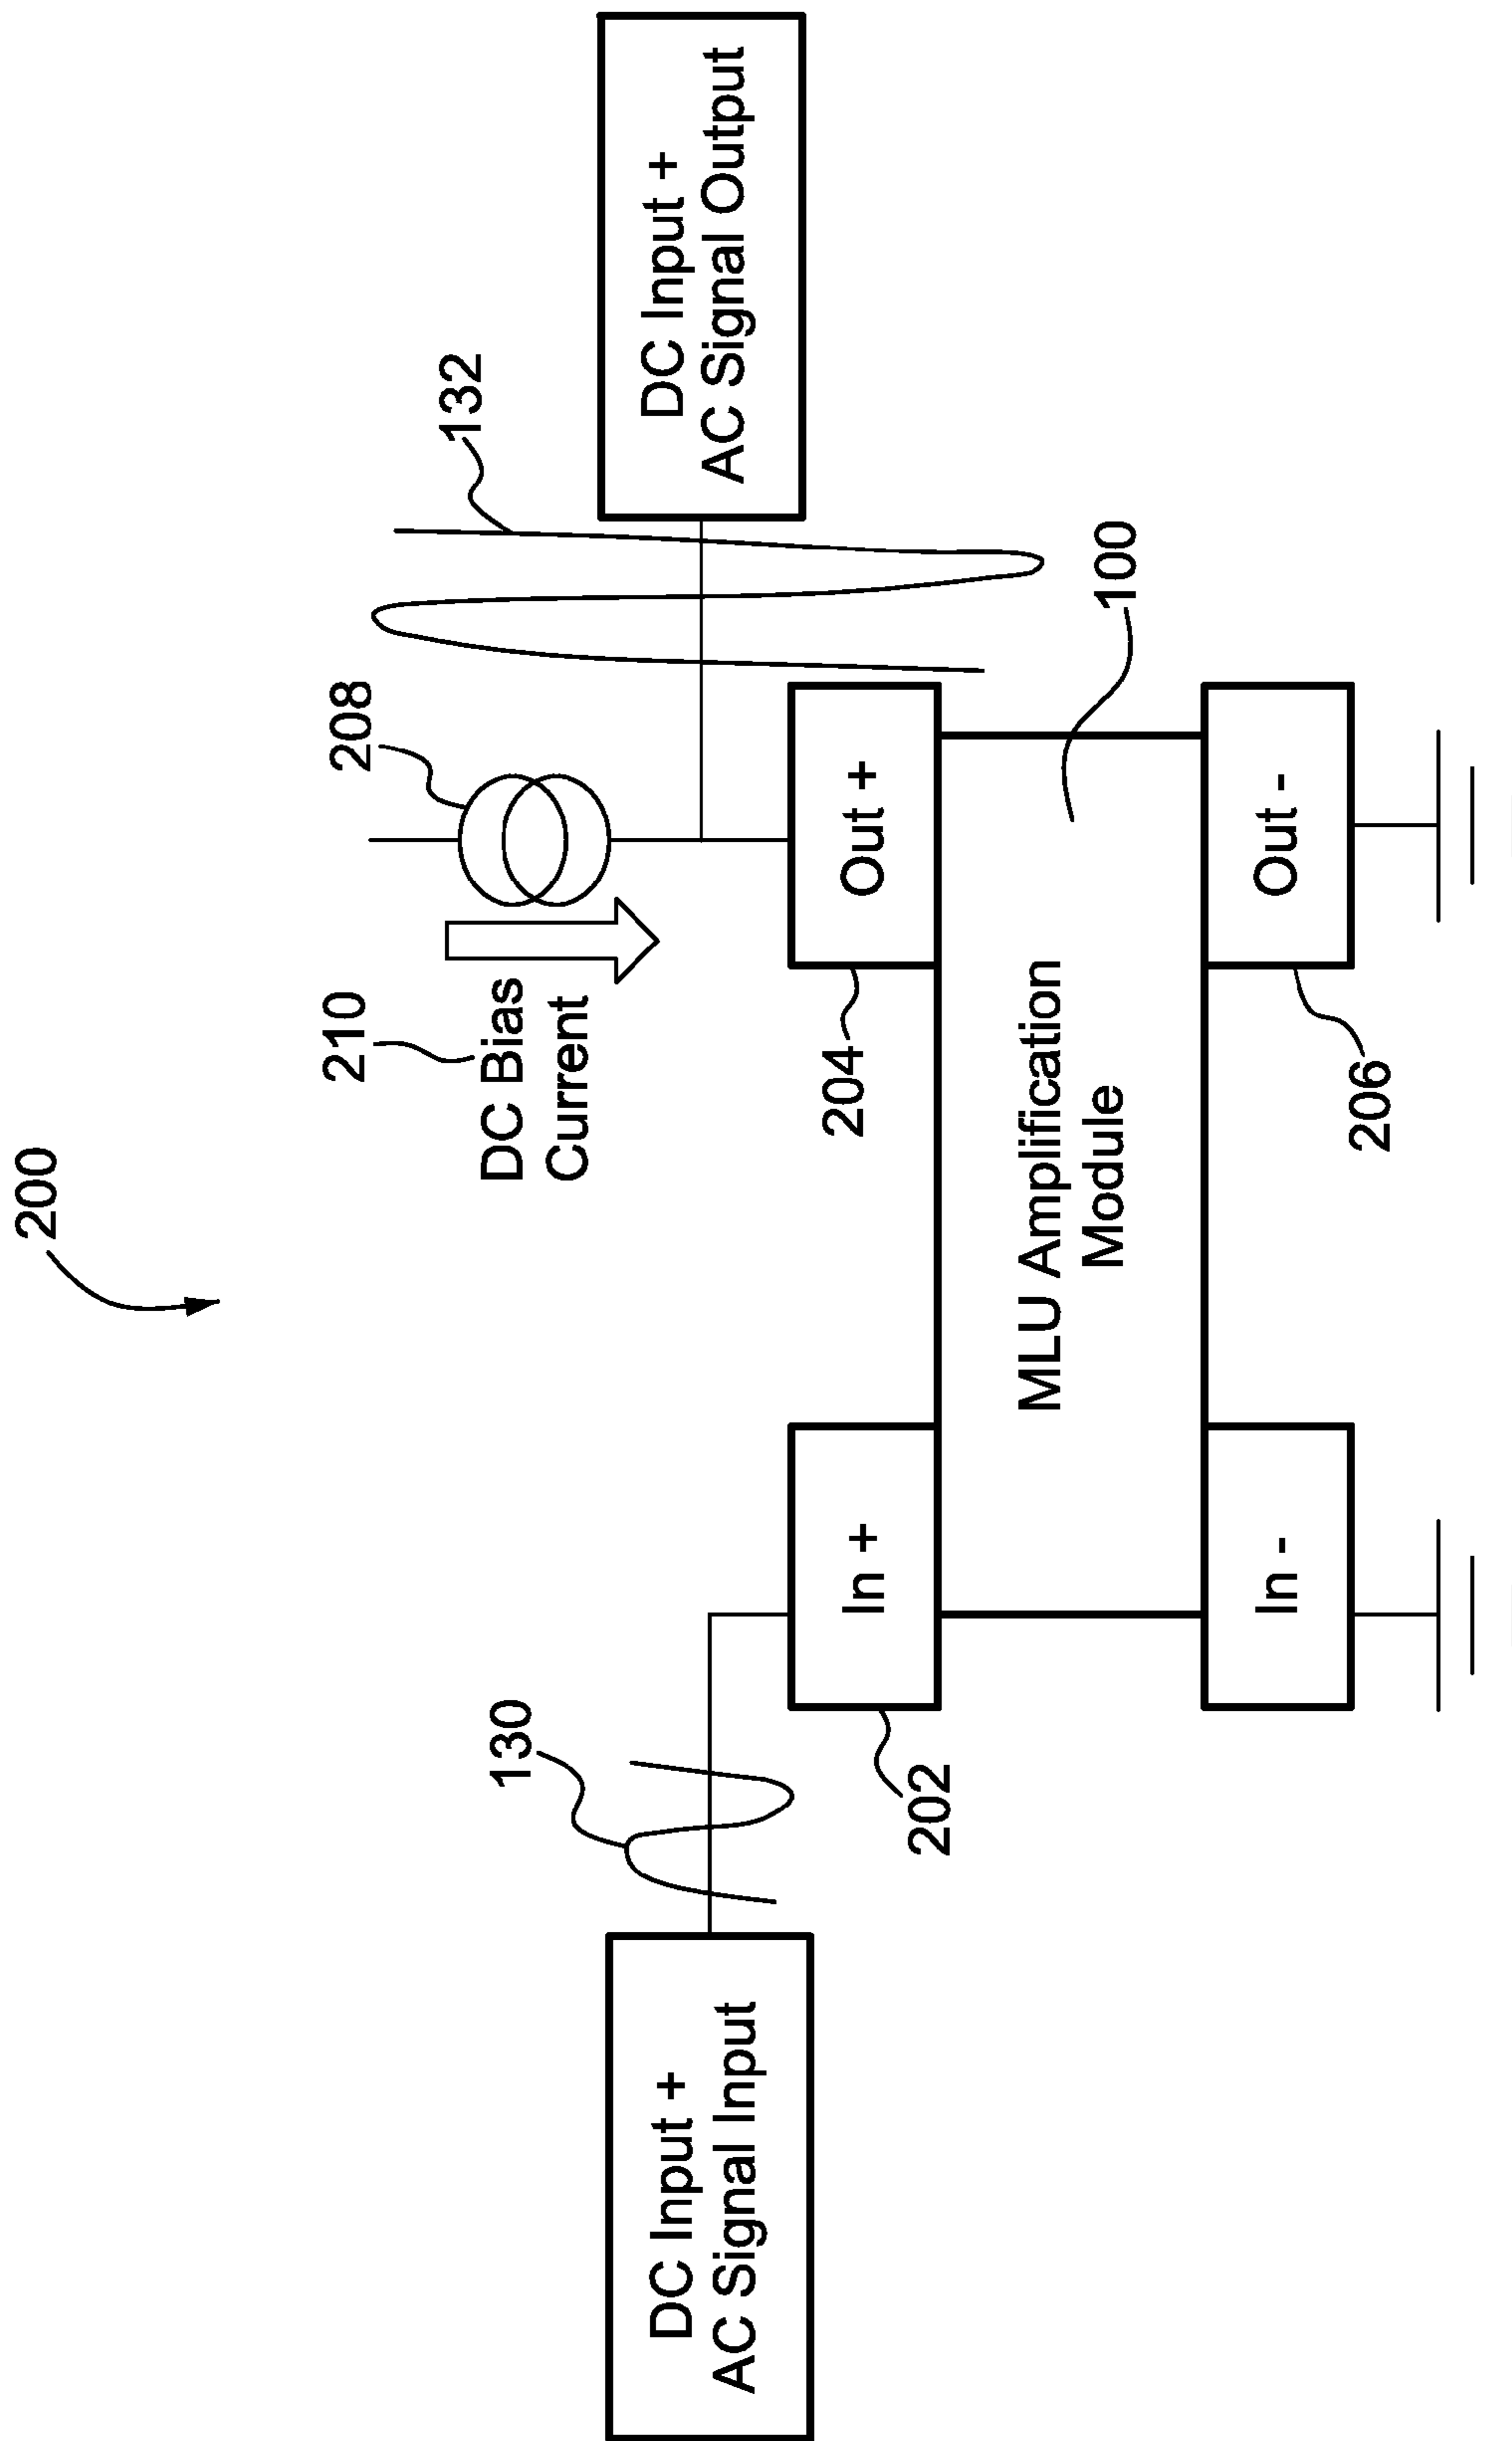 200
210
DC Bias
Current
208
132
DC Input +
AC Signal Output
130
DC Input +
AC Signal Input
In +
202
Out +
204
MLU Amplification
Module
100
In -
Out -
206